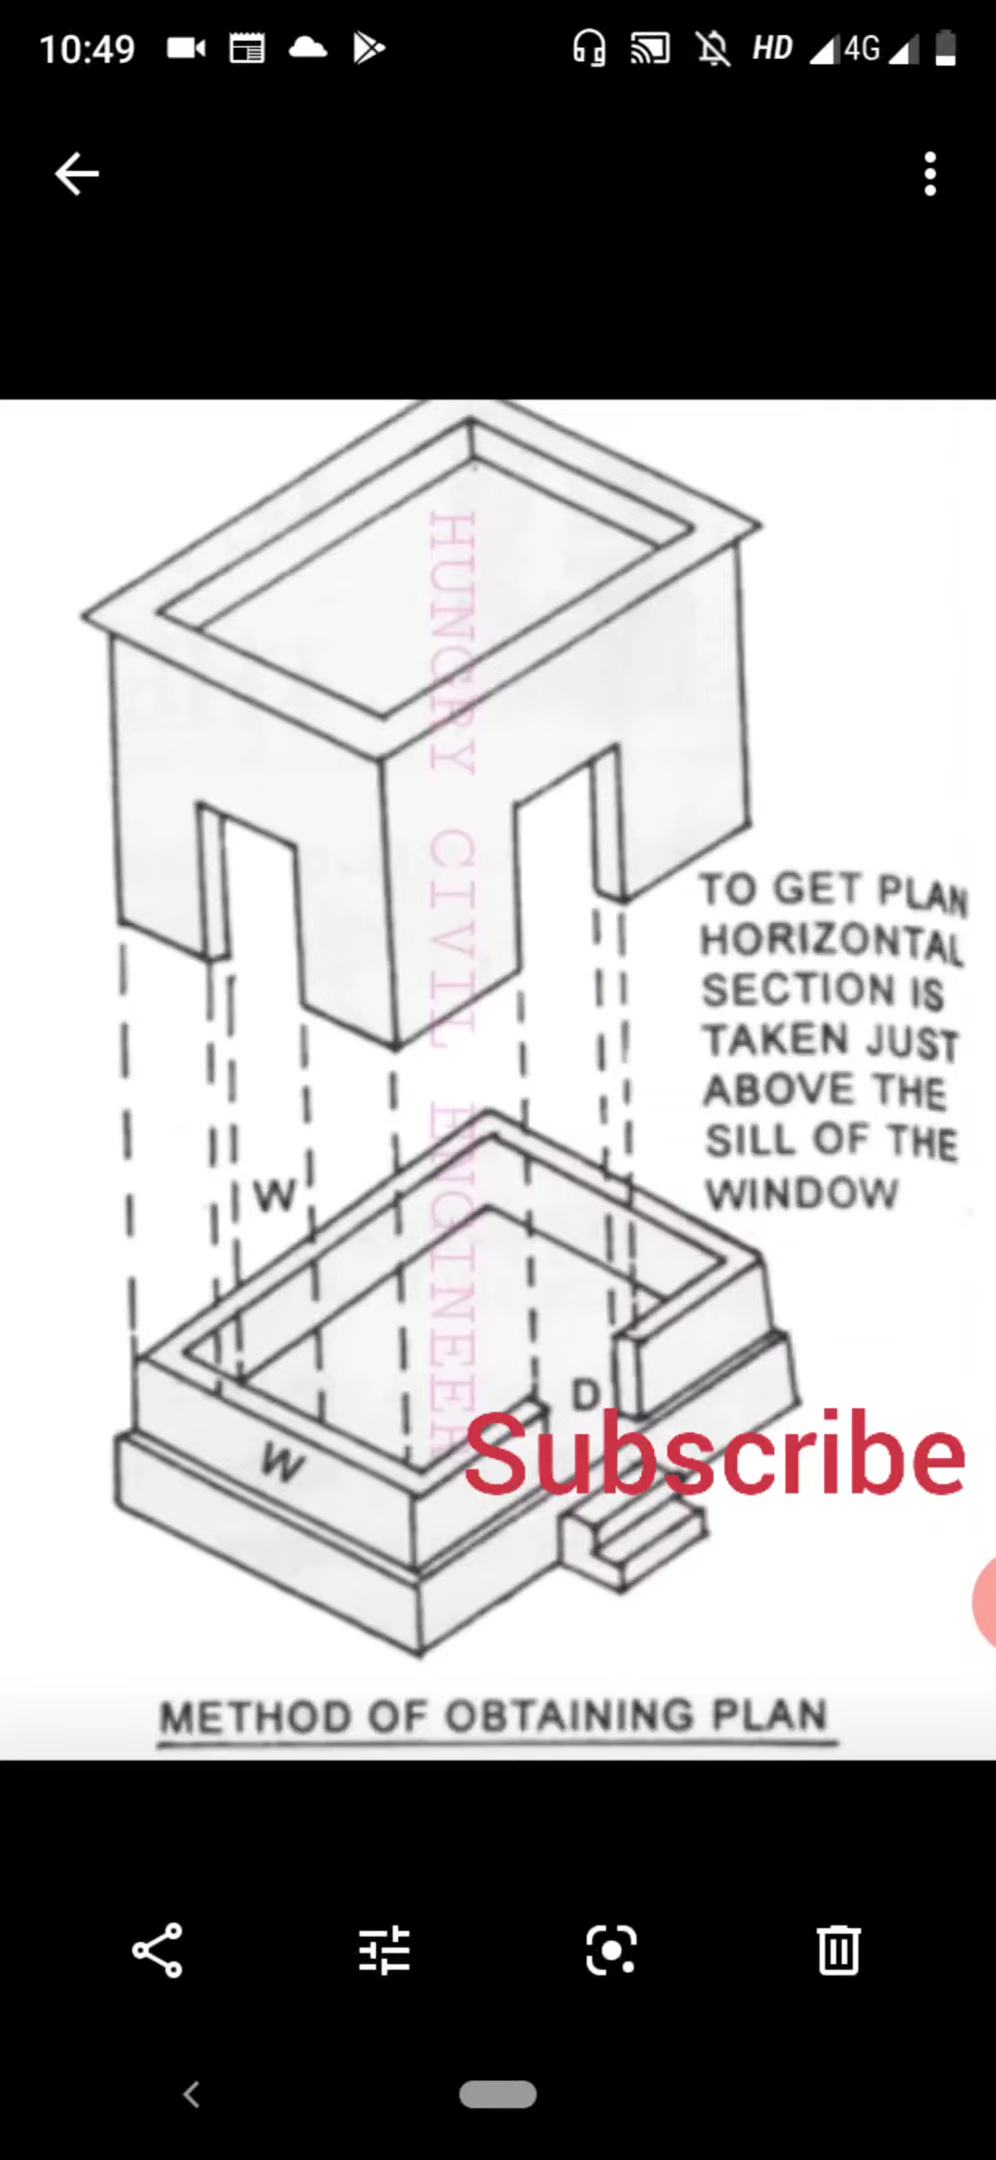 10:49
HD
4G
HUNGRY CIVIL ENGINEER
TO GET PLAN
HORIZONTAL
SECTION IS
TAKEN JUST
ABOVE THE
SILL OF THE
WINDOW
W
D
W
Subscribe
METHOD OF OBTAINING PLAN